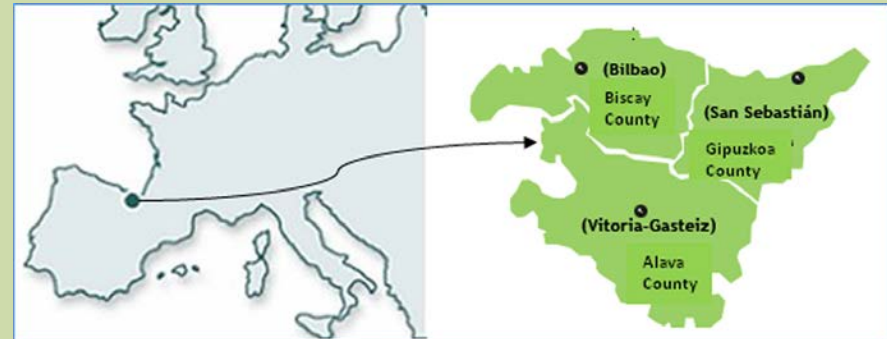 (Bilbao)
Biscay
County
(San Sebastián)
Gipuzkoa
County
(Vitoria-Gasteiz)
Alava
County